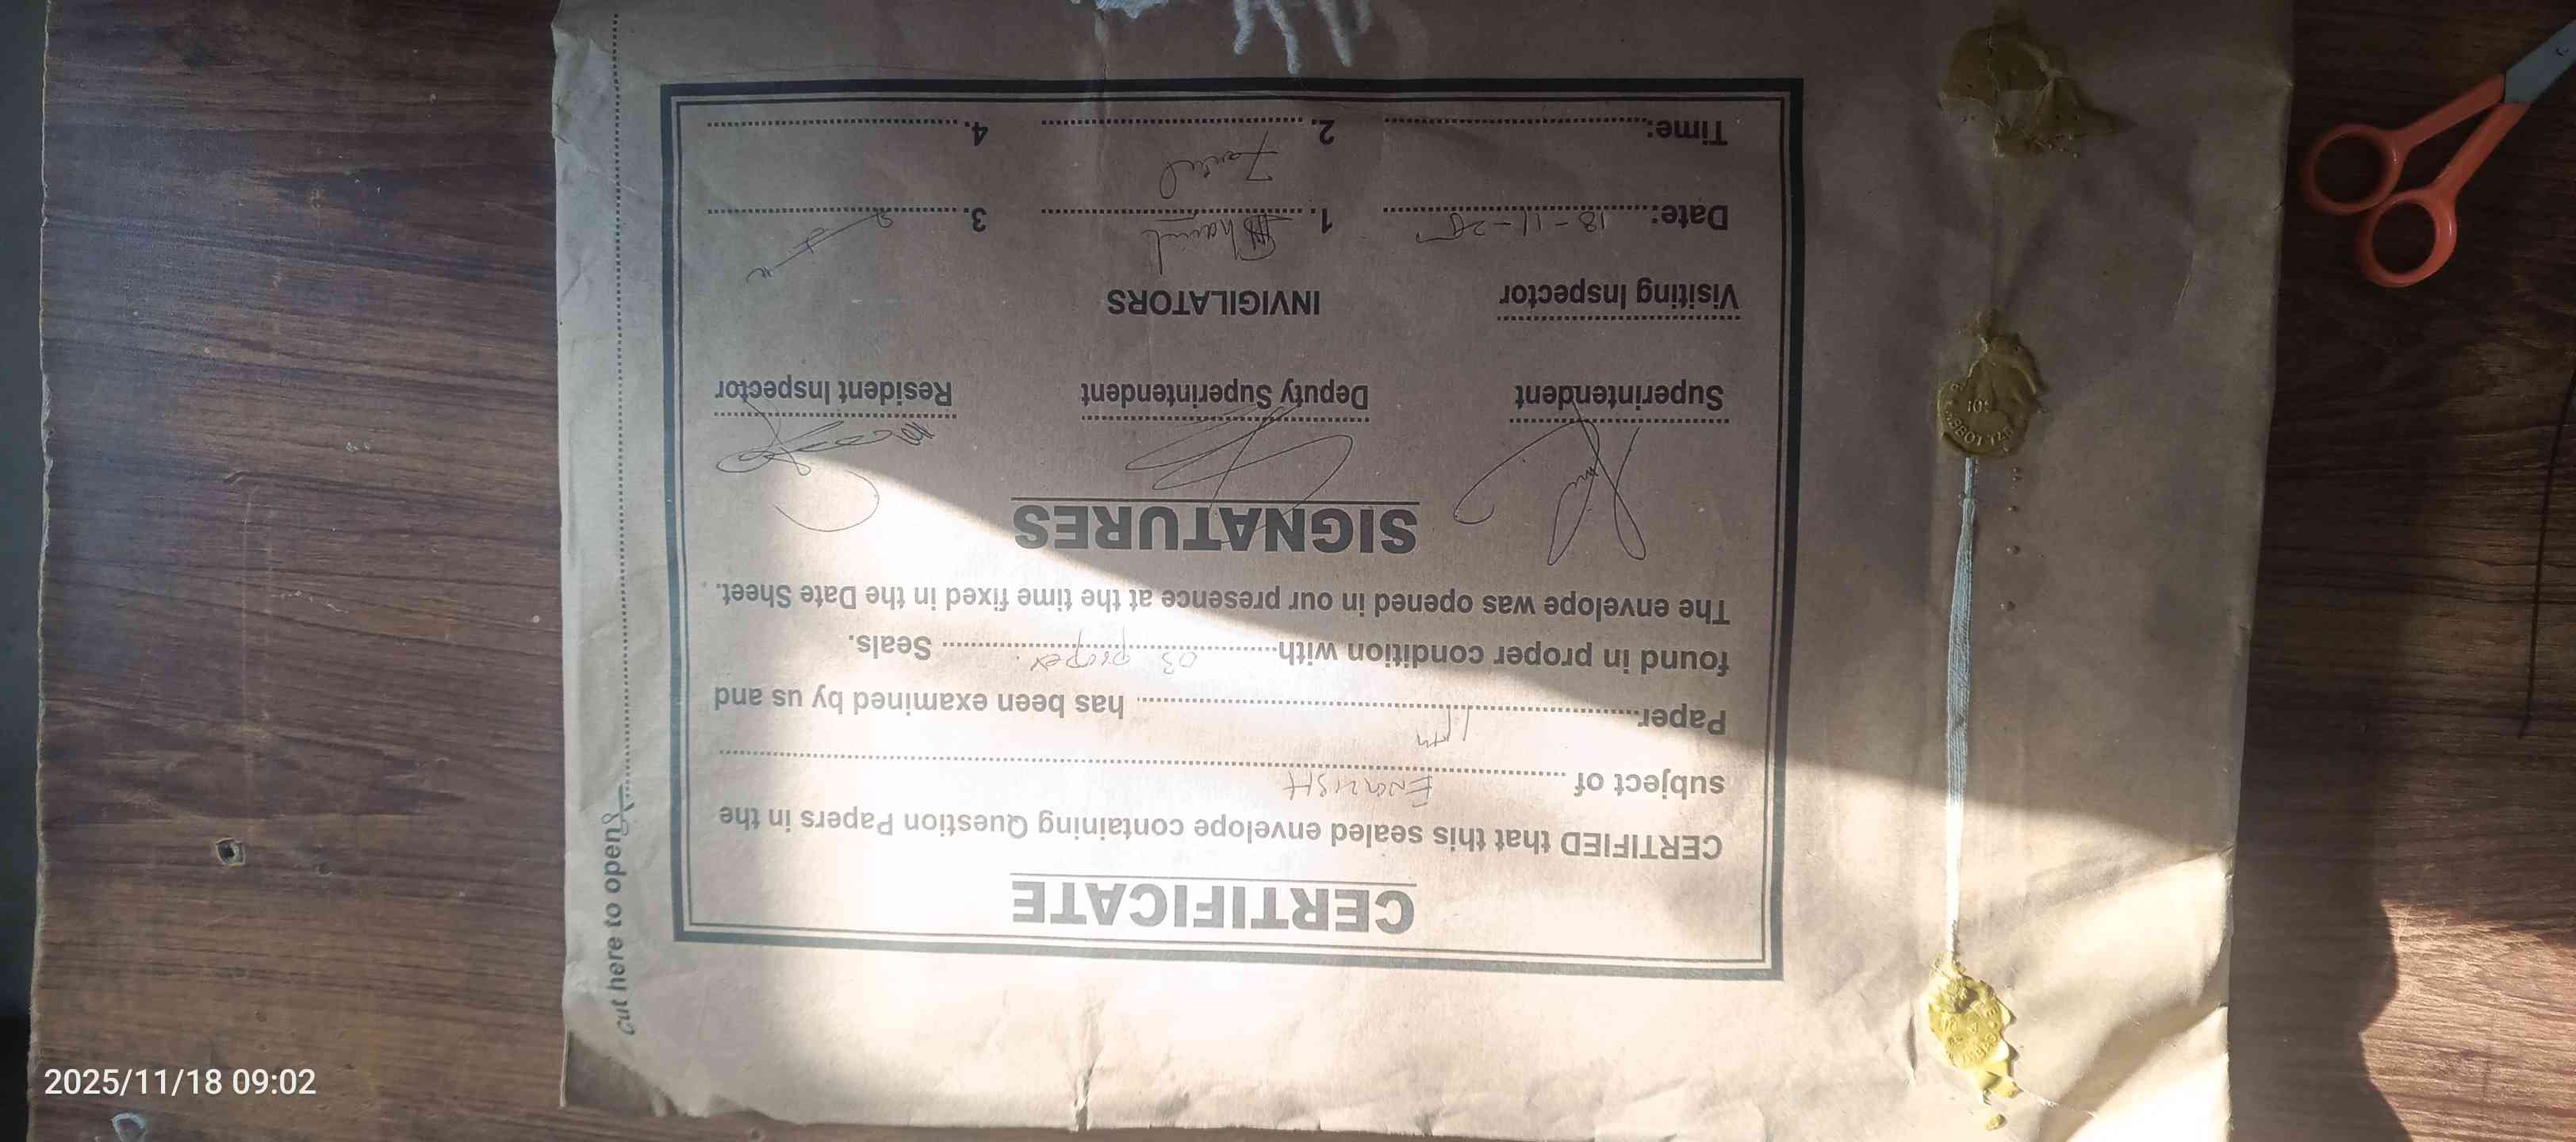 CERTIFICATE
CERTIFIED that this sealed envelope containing Question Papers in the
subject of ENGLISH
Paper 11th has been examined by us and
found in proper condition with 03 proper Seals.
The envelope was opened in our presence at the time fixed in the Date Sheet.
SIGNATURES
Superintendent Deputy Superintendent Resident Inspector
Visiting Inspector INVIGILATORS
Date: 18-11-25 1. 3.
Time: 2. 4.
Cut here to open
2025/11/18 09:02